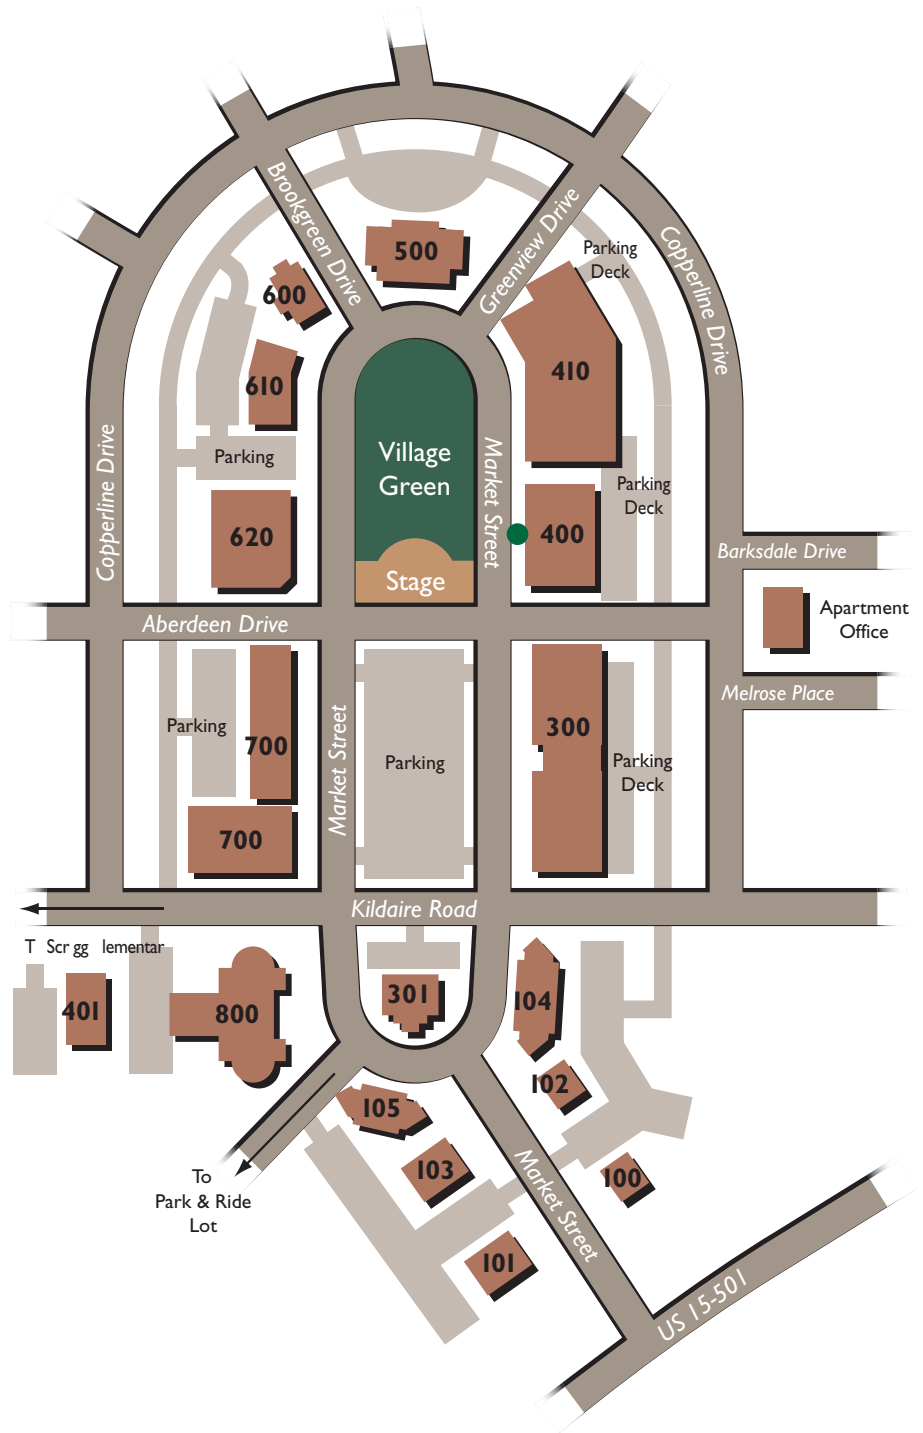 Brookgreen Drive
500
Greenview Drive
Parking
Deck
Copperline Drive
600
410
610
Village
Green
Market Street
Parking
Copperline Drive
Parking
Deck
620
400
Stage
Barksdale Drive
Aberdeen Drive
Apartment
Office
Melrose Place
Parking
700
Market Street
Parking
300
Parking
Deck
700
Kildaire Road
T Scr gg lementar
401
800
301
104
102
105
103
100
To
Park & Ride
Lot
Market Street
101
US 15-501